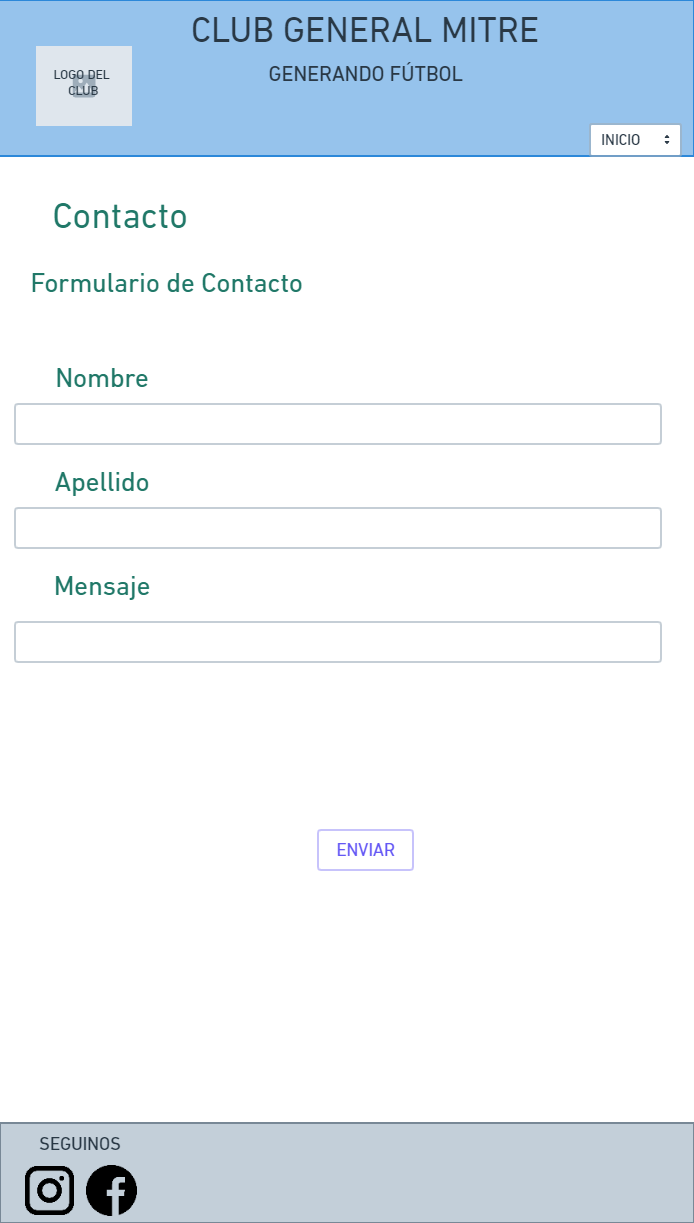 CLUB GENERAL MITRE
GENERANDO FÚTBOL
LOGO DEL
CLUB
INICIO
Contacto
Formulario de Contacto
Nombre
Apellido
Mensaje
ENVIAR
SEGUINOS